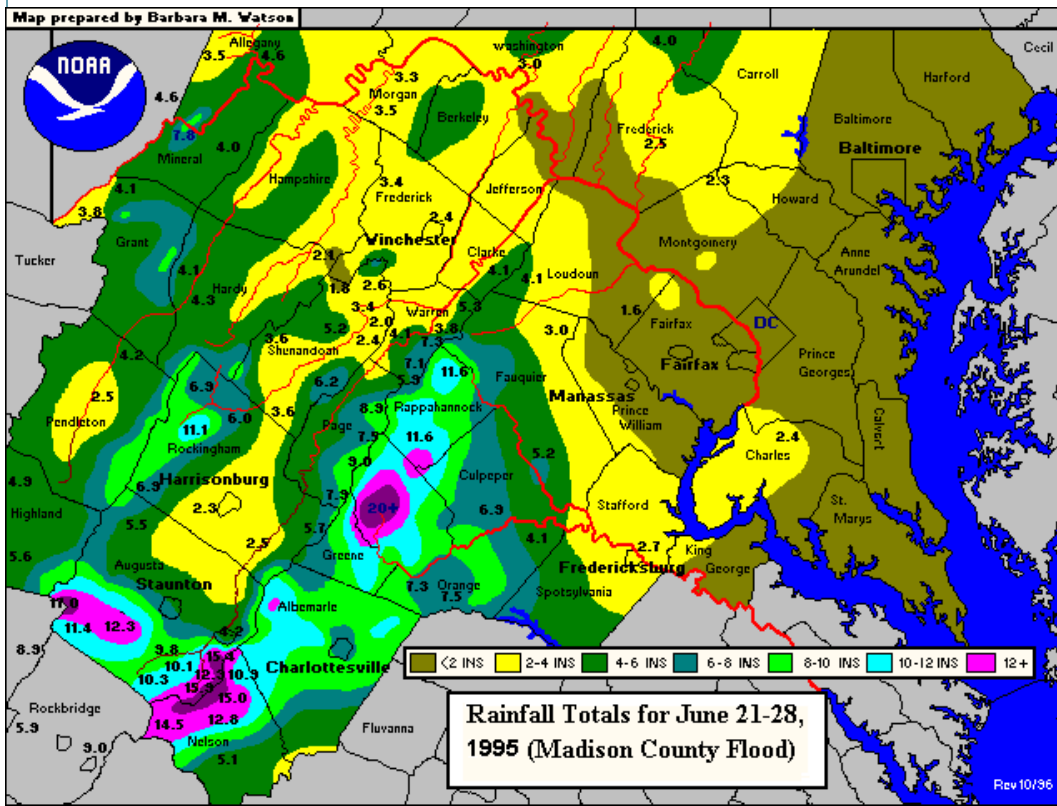 Map prepared by Barbara M. Watson
NOAA
Allegany
Washington
4.0
Cecil
3.5
4.6
3.0
Carroll
Harford
3.3
4.6
Morgan
3.5
Berkeley
Frederick
Baltimore
7.8
2.5
Baltimore
Mineral
4.0
Hampshire
3.4
Jefferson
2.3
4.1
Frederick
Howard
3.8
2.4
Grant
Winchester
Montgomery
Tucker
2.1
Clarke
Anne
Arundel
4.1
4.1
4.1
Loudoun
4.3
Hardy
1.8
2.6
3.4
Warren
5.3
1.6
Fairfax
DC
5.2
2.0
4.1
3.8
3.0
3.6
2.4
7.3
Shenandoah
4.2
7.1
Fairfax
Prince
Georges
6.9
6.2
5.9
11.6
Fauquier
2.5
3.6
8.9
Rappahannock
Manassas
Prince
William
Calvert
Pendleton
6.0
Page
11.1
7.5
11.6
2.4
Rockingham
9.0
5.2
Charles
4.9
6.9
Harrisonburg
7.9
Culpeper
2.3
20+
Stafford
St.
Marys
Highland
5.5
5.7
6.9
5.6
2.5
Greene
4.1
2.7
King
George
Augusta
Fredericksburg
Staunton
7.3
Orange
7.5
Spotsylvania
Albemarle
11.4
12.3
4.2
8.9
9.8
15.4
10.1
12.3
10.9
Charlottesville
10.3
15.0
<2 INS
2-4 INS
4-6 INS
6-8 INS
8-10 INS
10-12 INS
12+
Rockbridge
5.9
14.5
12.8
Nelson
Fluvanna
9.0
5.1
Rainfall Totals for June 21-28,
1995 (Madison County Flood)
Rev 10/96